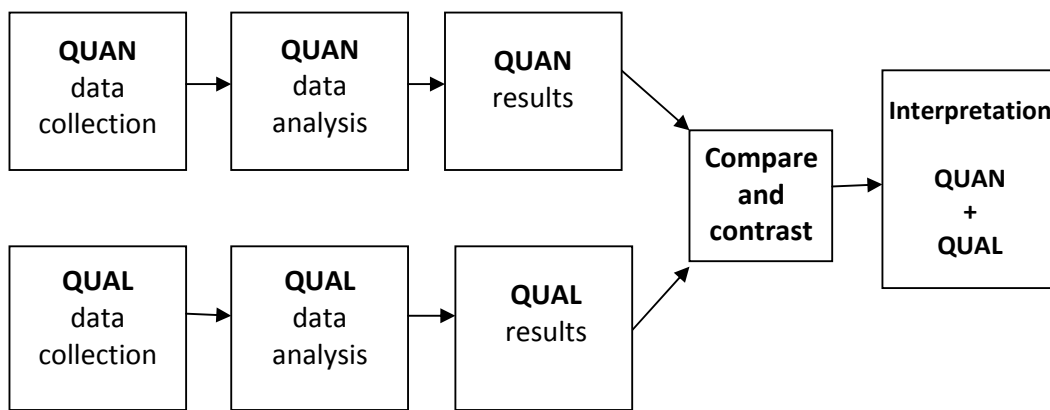 QUAN
data
collection
QUAN
data
analysis
QUAN
results
Compare
and
contrast
Interpretation
QUAN
+
QUAL
QUAL
data
collection
QUAL
data
analysis
QUAL
results